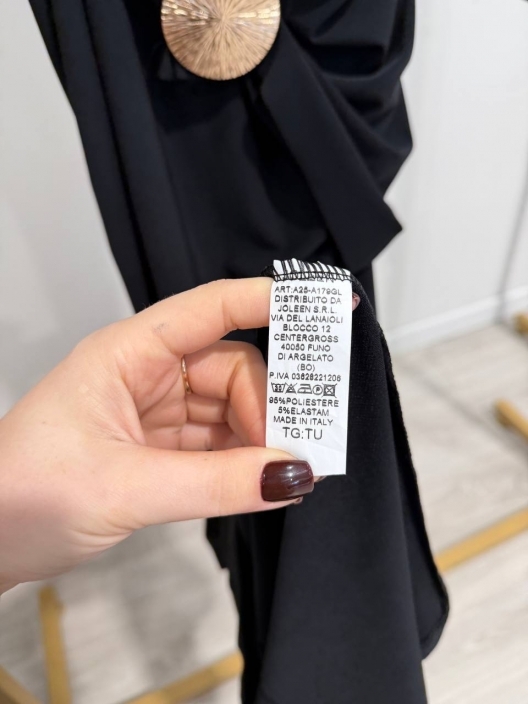 ART:A25-A179GL
DISTRIBUITO DA
JOLEEN S.R.L.
VIA DEL LANAIOLI
BLOCCO 12
CENTERGROSS
40050 FUNO
DI ARGELATO
(BO)
P.IVA 03628221206
95%POLIESTERE
5%ELASTAM
MADE IN ITALY
TG:TU